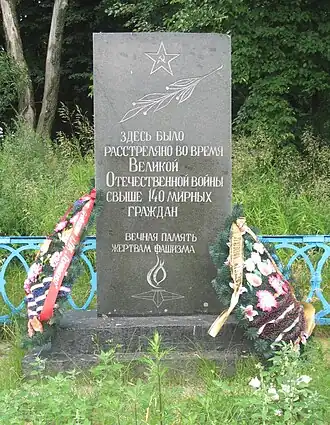 ЗДЕСЬ БЫЛО
РАССТРЕЛЯНО ВО ВРЕМЯ
ВЕЛИКОЙ
ОТЕЧЕСТВЕННОЙ ВОЙНЫ
СВЫШЕ 140 МИРНЫХ
ГРАЖДАН
ВЕЧНАЯ ПАМЯТЬ
ЖЕРТВАМ ФАШИЗМА